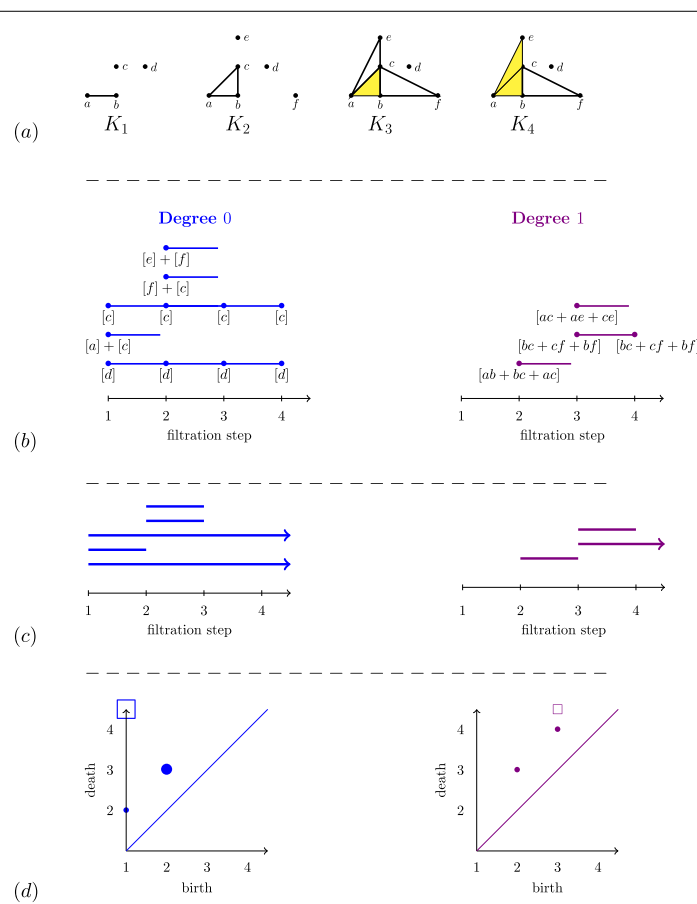 e
c d
a b
K1
e
c d
a b f
K2
e
c d
a b f
K3
e
c d
a b f
K4
(a)
Degree 0
Degree 1
[e] + [f]
[f] + [c]
[c] [c] [c] [c]
[a] + [c]
[d] [d] [d] [d]
1 2 3 4
filtration step
[ac + ae + ce]
[bc + cf + bf] [bc + cf + bf]
[ab + bc + ac]
1 2 3 4
filtration step
(b)
1 2 3 4
filtration step
1 2 3 4
filtration step
(c)
4
3
2
death
1 2 3 4
birth
4
3
2
death
1 2 3 4
birth
(d)